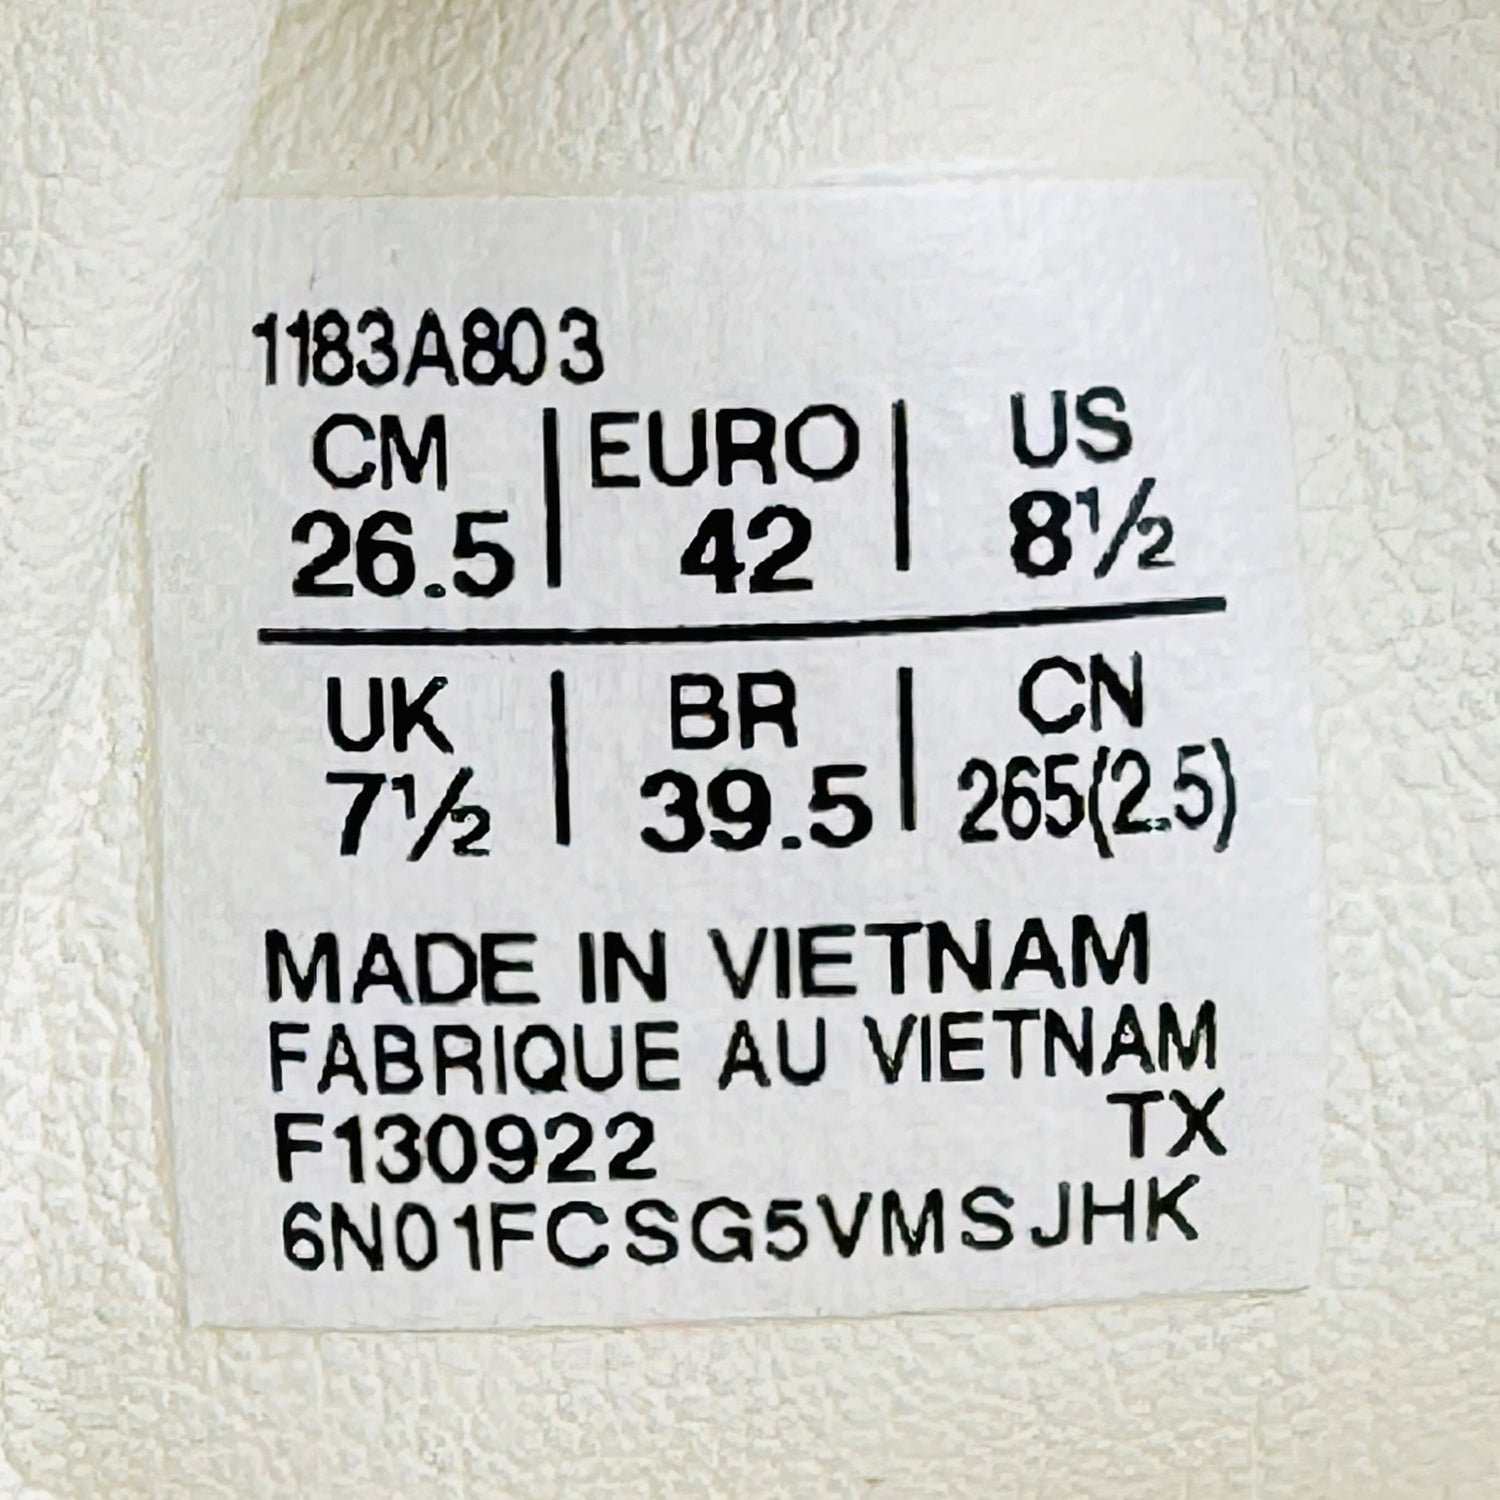 1183A803
CM | EURO | US
26.5 | 42 | 8½
UK | BR | CN
7½ | 39.5 | 265(2.5)
MADE IN VIETNAM
FABRIQUE AU VIETNAM
F130922 TX
6N01FCSG5VMSJHK